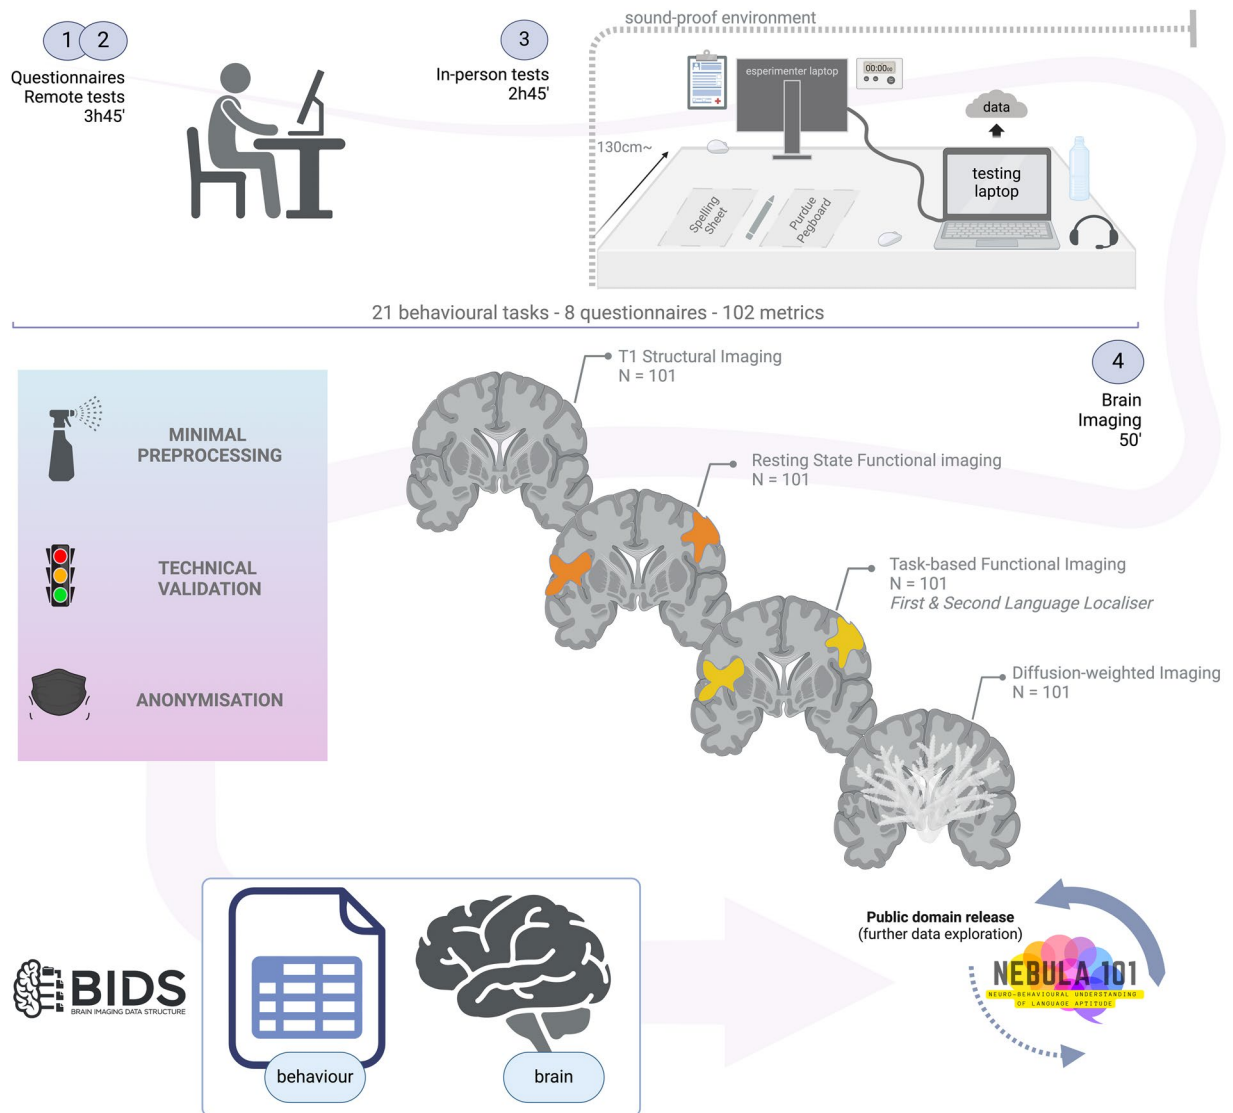 1 2
Questionnaires
Remote tests
3h45'
3
In-person tests
2h45'
sound-proof environment
esperimenter laptop
00:00
data
130cm~
testing
laptop
Spelling
Sheet
Purdue
Pegboard
21 behavioural tasks - 8 questionnaires - 102 metrics
4
Brain
Imaging
50'
T1 Structural Imaging
N = 101
MINIMAL
PREPROCESSING
Resting State Functional imaging
N = 101
TECHNICAL
VALIDATION
Task-based Functional Imaging
N = 101
First & Second Language Localiser
ANONYMISATION
Diffusion-weighted Imaging
N = 101
BIDS
BRAIN IMAGING DATA STRUCTURE
behaviour
brain
Public domain release
(further data exploration)
NEBULA 101
NEURO-BEHAVIOURAL UNDERSTANDING
OF LANGUAGE APTITUDE